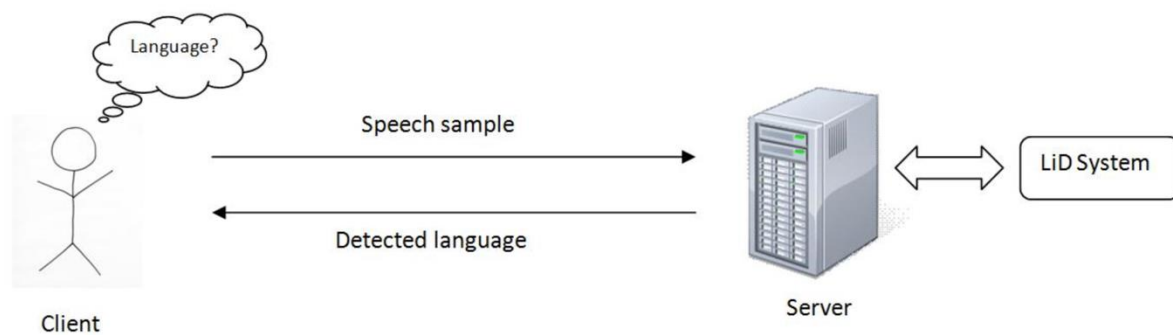 Language?
Speech sample
LiD System
Detected language
Server
Client